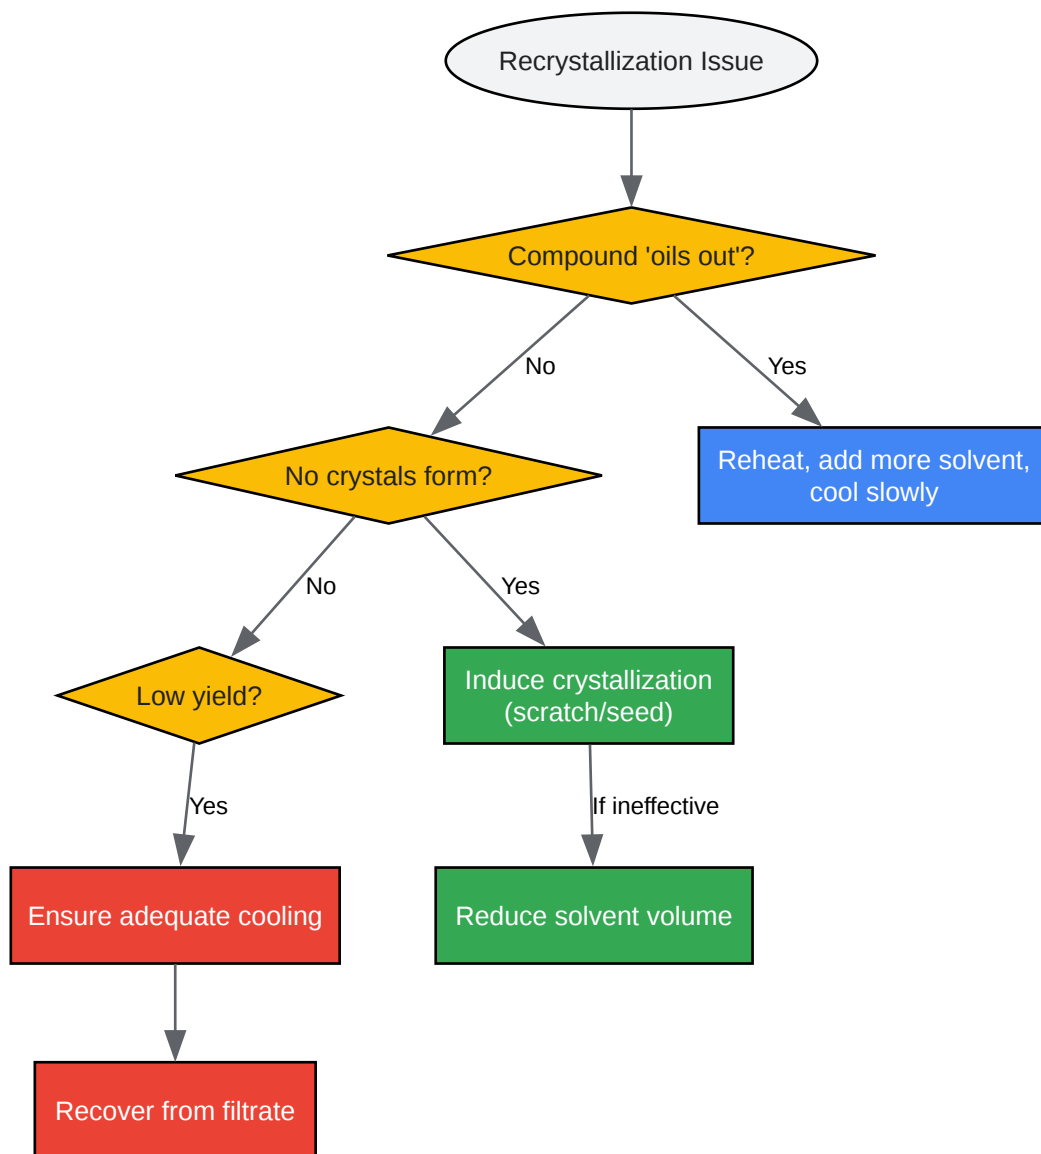 Recrystallization Issue
Compound 'oils out'?
No
Yes
No crystals form?
Reheat, add more solvent,
cool slowly
No
Yes
Low yield?
Induce crystallization
(scratch/seed)
Yes
If ineffective
Ensure adequate cooling
Reduce solvent volume
Recover from filtrate